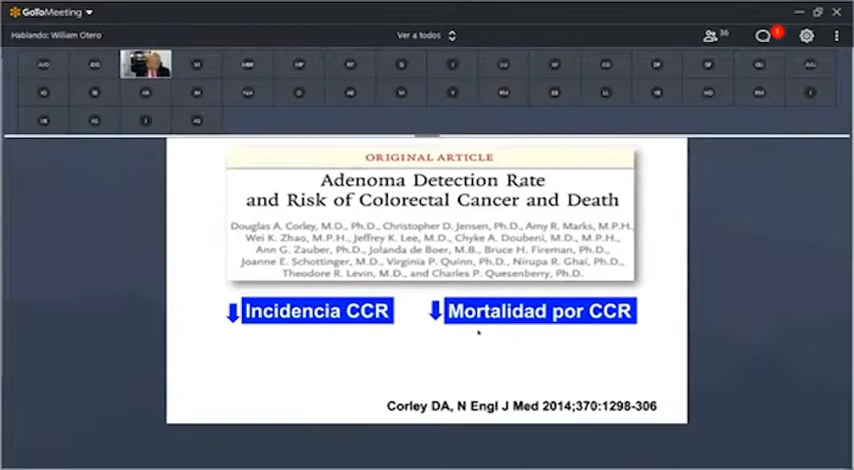 GoToMeeting
Hablando: William Otero
Ver a todos
36
1
ORIGINAL ARTICLE
Adenoma Detection Rate
and Risk of Colorectal Cancer and Death
Douglas A. Corley, M.D., Ph.D., Christopher D. Jensen, Ph.D., Amy R. Marks, M.P.H.,
Wei K. Zhao, M.P.H., Jeffrey K. Lee, M.D., Chyke A. Doubeni, M.D., M.P.H.,
Ann G. Zauber, Ph.D., Jolanda de Boer, M.B., Bruce H. Fireman, Ph.D.,
Joanne E. Schottinger, M.D., Virginia P. Quinn, Ph.D., Nirupa R. Ghai, Ph.D.,
Theodore R. Levin, M.D., and Charles P. Quesenberry, Ph.D.
Incidencia CCR
Mortalidad por CCR
Corley DA, N Engl J Med 2014;370:1298-306